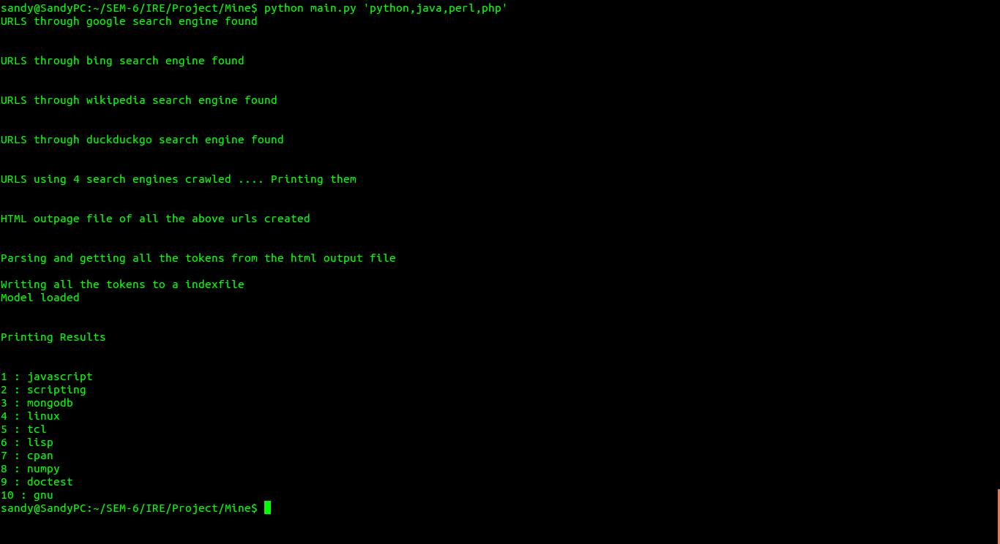 sandy@SandyPC:~/SEM-6/IRE/Project/Mine$ python main.py 'python,java,perl,php'
URLS through google search engine found
URLS through bing search engine found
URLS through wikipedia search engine found
URLS through duckduckgo search engine found
URLS using 4 search engines crawled .... Printing them
HTML outpage file of all the above urls created
Parsing and getting all the tokens from the html output file
Writing all the tokens to a indexfile
Model loaded
Printing Results
1 : javascript
2 : scripting
3 : mongodb
4 : linux
5 : tcl
6 : lisp
7 : cpan
8 : numpy
9 : doctest
10 : gnu
sandy@SandyPC:~/SEM-6/IRE/Project/Mine$